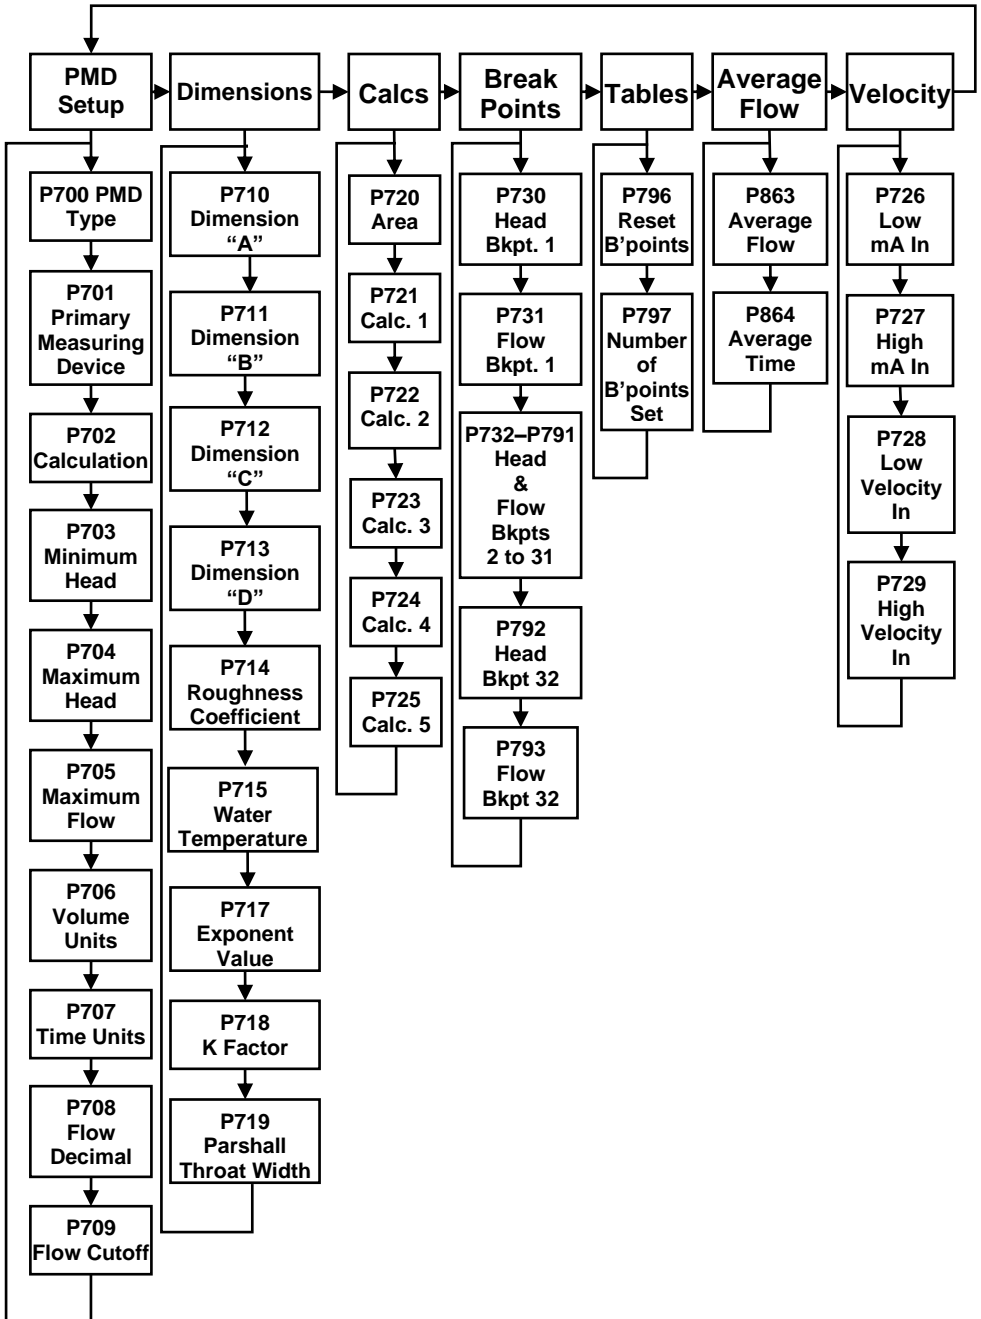 PMD
Setup
Dimensions
Calcs
Break
Points
Tables
Average
Flow
Velocity
P700 PMD
Type
P701
Primary
Measuring
Device
P702
Calculation
P703
Minimum
Head
P704
Maximum
Head
P705
Maximum
Flow
P706
Volume
Units
P707
Time Units
P708
Flow
Decimal
P709
Flow Cutoff
P710
Dimension
“A”
P711
Dimension
“B”
P712
Dimension
“C”
P713
Dimension
“D”
P714
Roughness
Coefficient
P715
Water
Temperature
P717
Exponent
Value
P718
K Factor
P719
Parshall
Throat Width
P720
Area
P721
Calc. 1
P722
Calc. 2
P723
Calc. 3
P724
Calc. 4
P725
Calc. 5
P730
Head
Bkpt. 1
P731
Flow
Bkpt. 1
P732–P791
Head
&
Flow
Bkpts
2 to 31
P792
Head
Bkpt 32
P793
Flow
Bkpt 32
P796
Reset
B’points
P797
Number
of
B’points
Set
P863
Average
Flow
P864
Average
Time
P726
Low
mA In
P727
High
mA In
P728
Low
Velocity
In
P729
High
Velocity
In